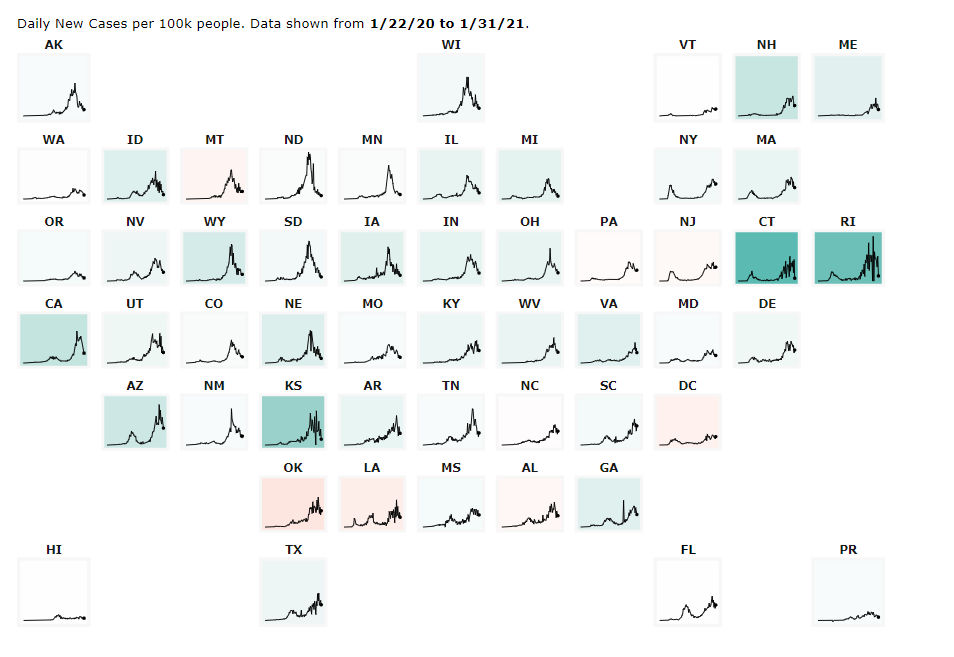 Daily New Cases per 100k people. Data shown from 1/22/20 to 1/31/21.
AK WI VT NH ME
WA ID MT ND MN IL MI NY MA
OR NV WY SD IA IN OH PA NJ CT RI
CA UT CO NE MO KY WV VA MD DE
AZ NM KS AR TN NC SC DC
OK LA MS AL GA
HI TX FL PR